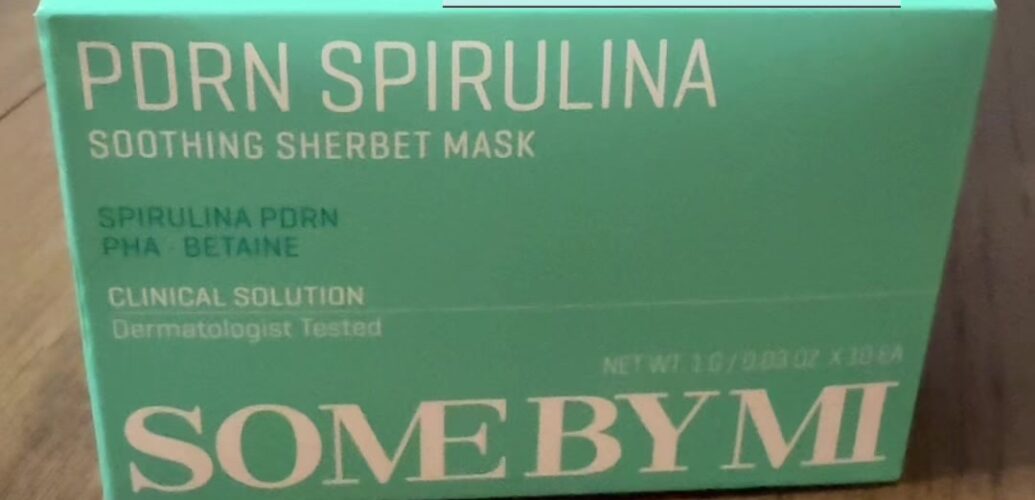 PDRN SPIRULINA
SOOTHING SHERBET MASK
SPIRULINA PDRN
PHA · BETAINE
CLINICAL SOLUTION
Dermatologist Tested
NET WT. 1 G / 0.03 OZ X 30 EA
SOME BY MI